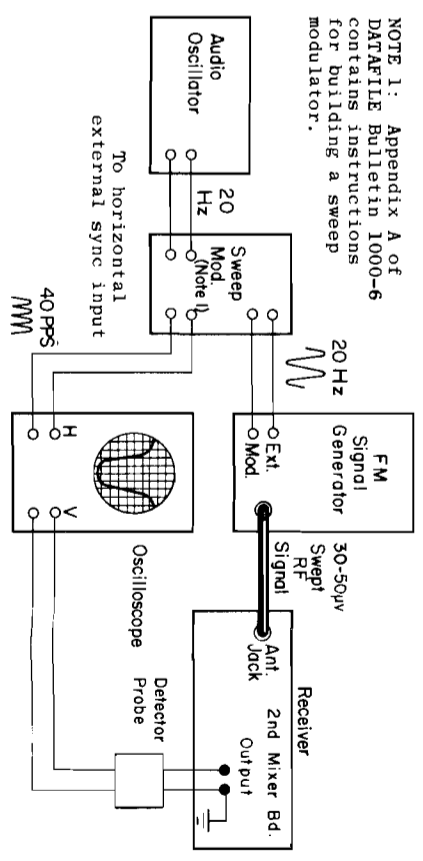 NOTE 1: Appendix A of
DATAFILE Bulletin 1000-6
contains instructions
for building a sweep
modulator.
Audio
Oscillator
20
Hz
Sweep
Mod.
(Note 1)
20 Hz
To horizontal
external sync input
40 PPS
FM
Signal
Generator
Ext.
Mod.
30-50μv
Swept
RF
Signal
H
V
Oscilloscope
Receiver
Ant.
Jack
2nd Mixer Bd.
Output
Detector
Probe